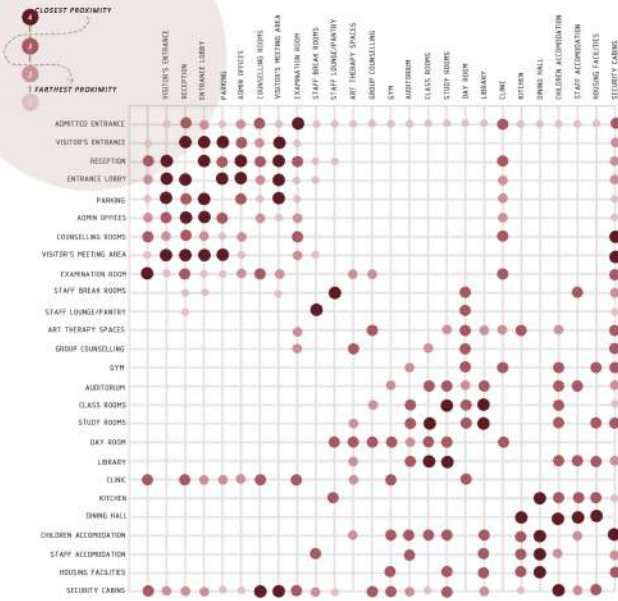 4 CLOSEST PROXIMITY
3
2
1 FARTHEST PROXIMITY
VISITOR'S ENTRANCE
RECEPTION
ENTRANCE LOBBY
PARKING
ADMIN OFFICES
COUNSELLING ROOMS
VISITOR'S MEETING AREA
EXAMINATION ROOM
STAFF BREAK ROOMS
STAFF LOUNGE/PANTRY
ART THERAPY SPACES
GROUP COUNSELLING
GYM
AUDITORIUM
CLASS ROOMS
STUDY ROOMS
DAY ROOM
LIBRARY
CLINIC
KITCHEN
DINING HALL
CHILDREN ACCOMODATION
STAFF ACCOMODATION
HOUSING FACILITIES
SECURITY CABINS
ADMITTED ENTRANCE
VISITOR'S ENTRANCE
RECEPTION
ENTRANCE LOBBY
PARKING
ADMIN OFFICES
COUNSELLING ROOMS
VISITOR'S MEETING AREA
EXAMINATION ROOM
STAFF BREAK ROOMS
STAFF LOUNGE/PANTRY
ART THERAPY SPACES
GROUP COUNSELLING
GYM
AUDITORIUM
CLASS ROOMS
STUDY ROOMS
DAY ROOM
LIBRARY
CLINIC
KITCHEN
DINING HALL
CHILDREN ACCOMODATION
STAFF ACCOMODATION
HOUSING FACILITIES
SECURITY CABINS